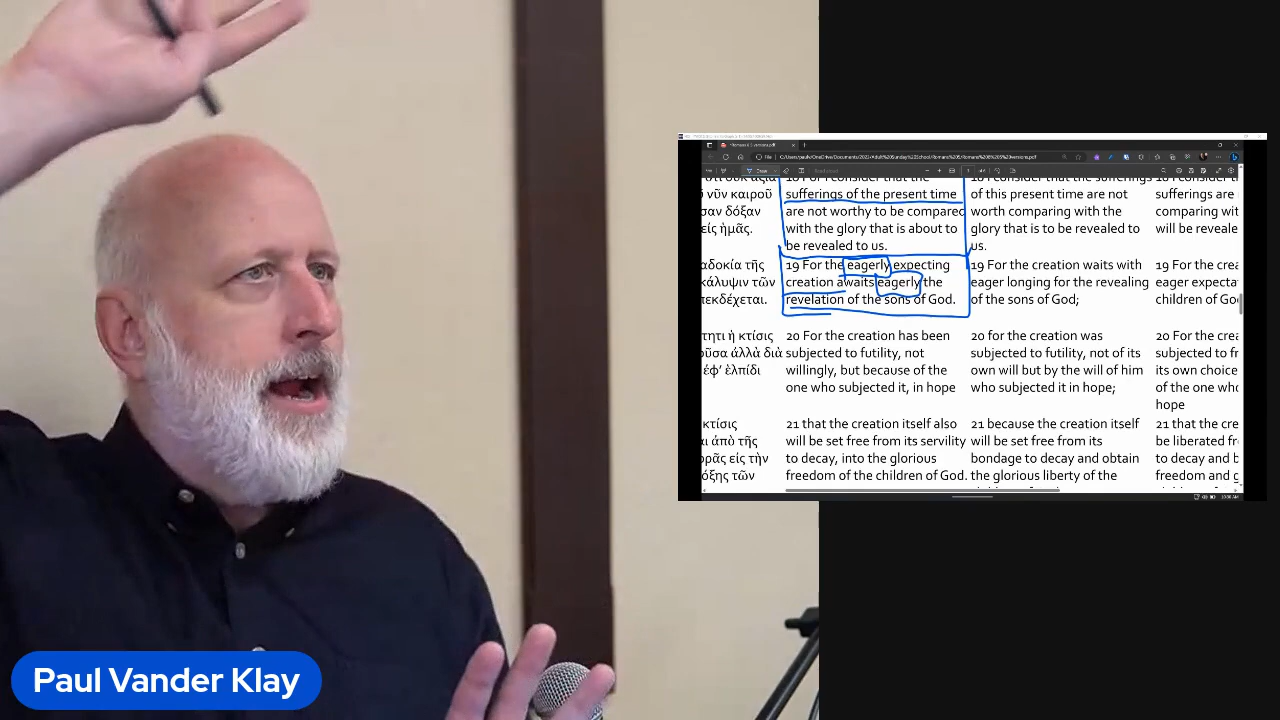 Paul Vander Klay
ὐ νῦν καιροῦ
σαν δόξαν
εἰς ἡμᾶς.
αδοκία τῆς
κάλυψιν τῶν
πεκδέχεται.
τητι ἡ κτίσις
οῦσα ἀλλὰ διὰ
ἐφ’ ἐλπίδι
κτίσις
αι ἀπὸ τῆς
ορᾶς εἰς τὴν
όξης τῶν
sufferings of the present time
are not worthy to be compared
with the glory that is about to
be revealed to us.
19 For the eagerly expecting
creation awaits eagerly the
revelation of the sons of God.
20 For the creation has been
subjected to futility, not
willingly, but because of the
one who subjected it, in hope
21 that the creation itself also
will be set free from its servility
to decay, into the glorious
freedom of the children of God.
of this present time are not
worth comparing with the
glory that is to be revealed to
us.
19 For the creation waits with
eager longing for the revealing
of the sons of God;
20 for the creation was
subjected to futility, not of its
own will but by the will of him
who subjected it in hope;
21 because the creation itself
will be set free from its
bondage to decay and obtain
the glorious liberty of the
sufferings are
comparing wit
will be reveale
19 For the crea
eager expecta
children of Go
20 For the cre
subjected to fr
its own choice
of the one who
hope
21 that the cre
be liberated fr
to decay and b
freedom and g